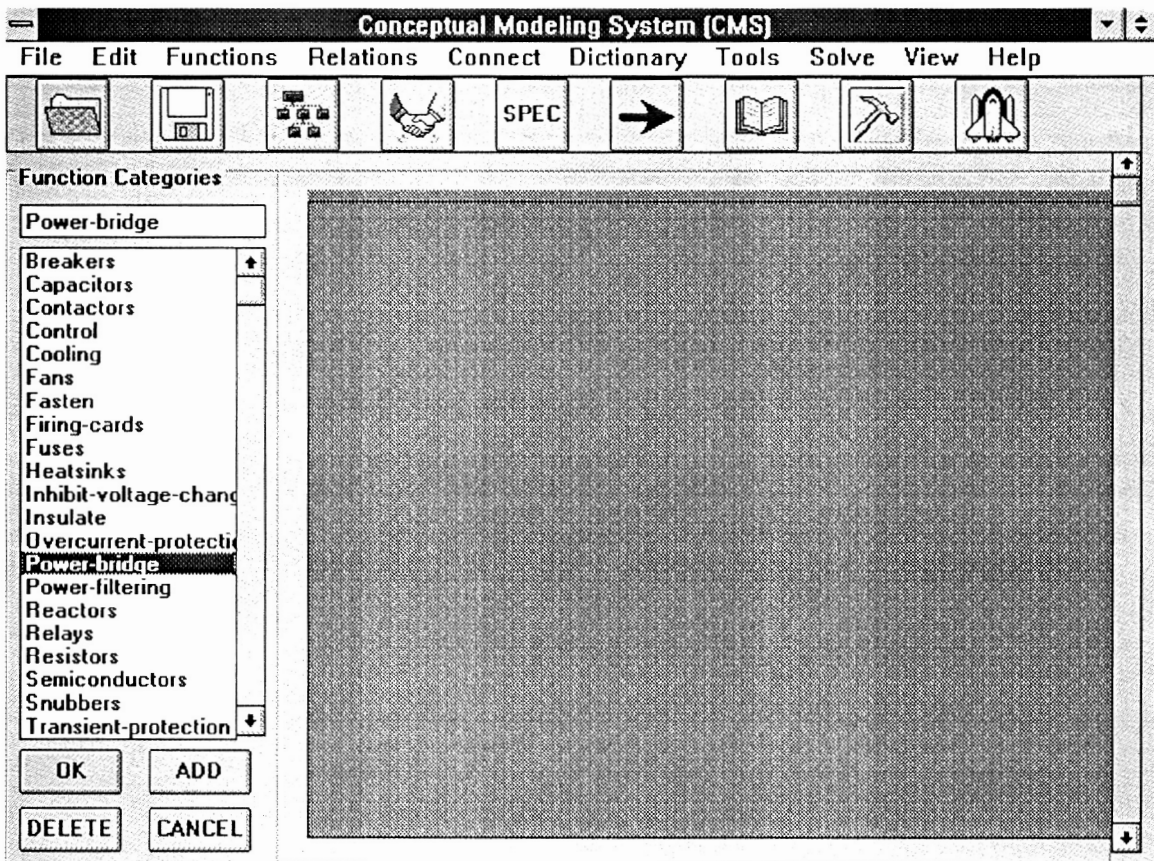 Conceptual Modeling System (CMS)
File Edit Functions Relations Connect Dictionary Tools Solve View Help
SPEC
Function Categories
Power-bridge
Breakers
Capacitors
Contactors
Control
Cooling
Fans
Fasten
Firing-cards
Fuses
Heatsinks
Inhibit-voltage-chang
Insulate
Overcurrent-protectio
Power-bridge
Power-filtering
Reactors
Relays
Resistors
Semiconductors
Snubbers
Transient-protection
OK ADD
DELETE CANCEL